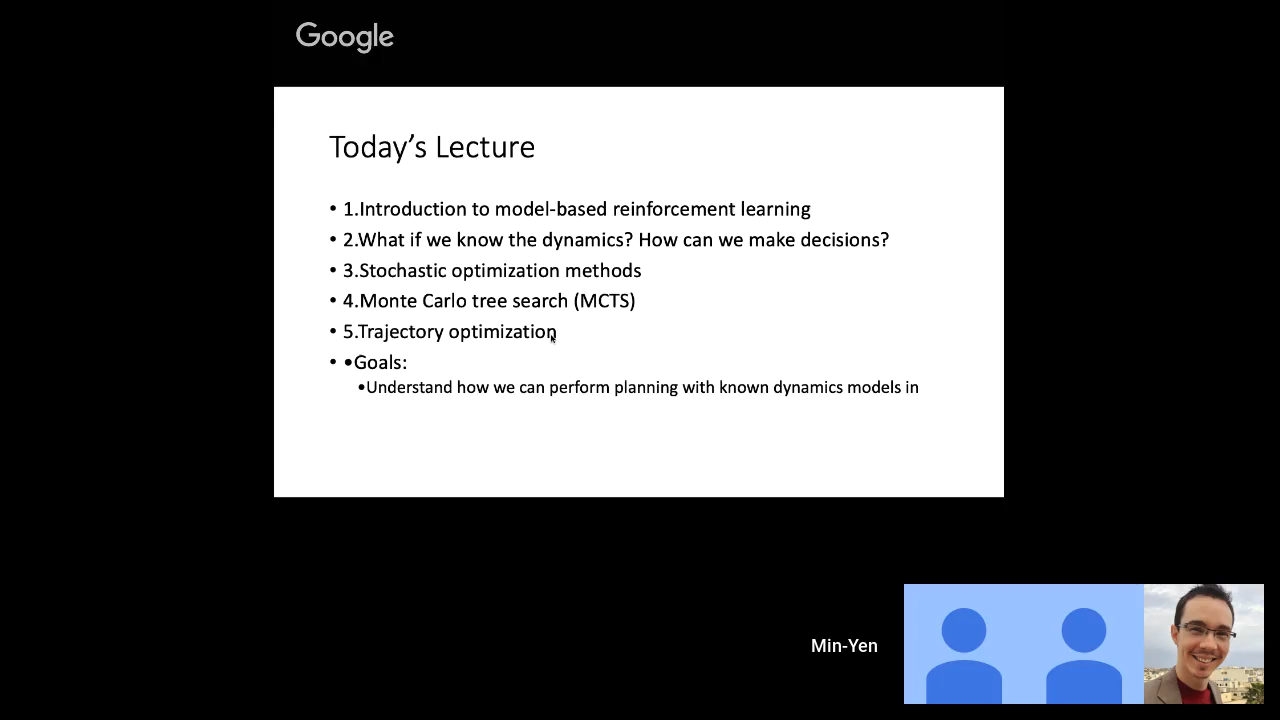 Google
Today's Lecture
• 1.Introduction to model-based reinforcement learning
• 2.What if we know the dynamics? How can we make decisions?
• 3.Stochastic optimization methods
• 4.Monte Carlo tree search (MCTS)
• 5.Trajectory optimization
• •Goals:
•Understand how we can perform planning with known dynamics models in
Min-Yen